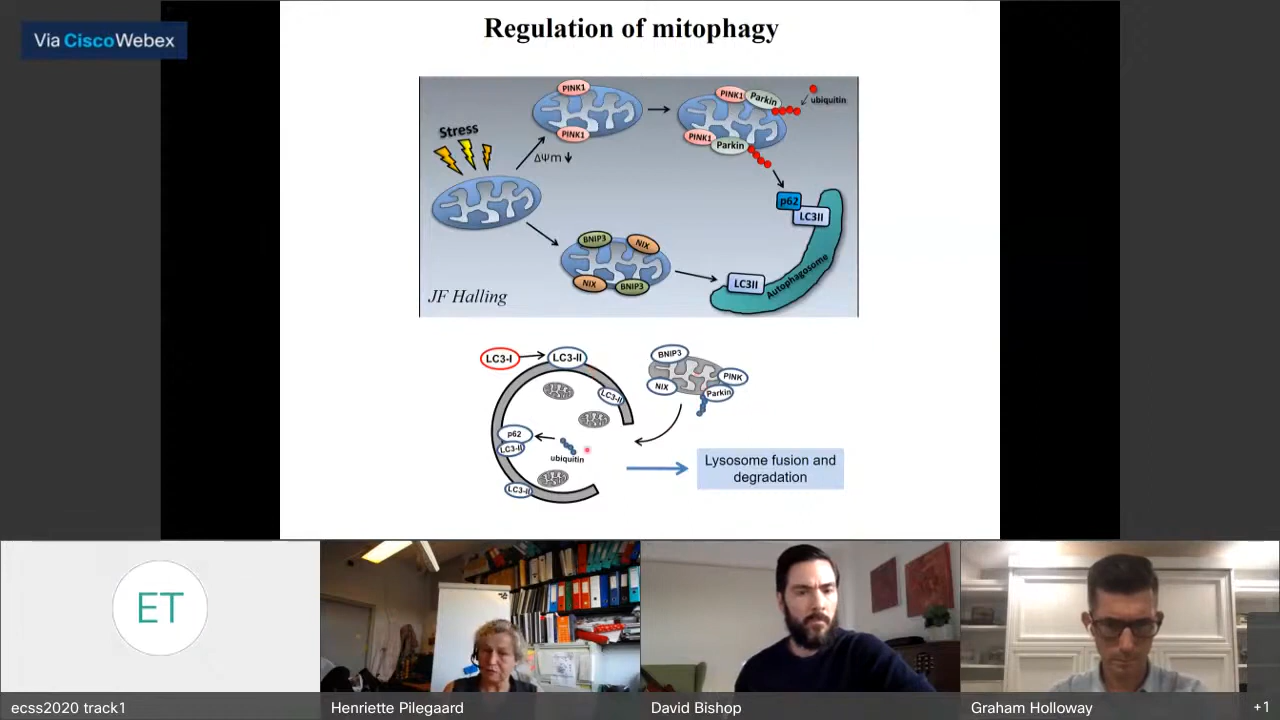 Via Cisco Webex
Regulation of mitophagy
Stress
ΔΨm
PINK1
PINK1
PINK1
Parkin
ubiquitin
PINK1
Parkin
p62
LC3II
BNIP3
NIX
NIX
BNIP3
LC3II
Autophagosome
JF Halling
LC3-I
LC3-II
LC3-II
p62
LC3-II
ubiquitin
LC3-II
BNIP3
PINK
NIX
Parkin
Lysosome fusion and
degradation
ET
ecss2020 track1
Henriette Pilegaard
David Bishop
Graham Holloway
+1